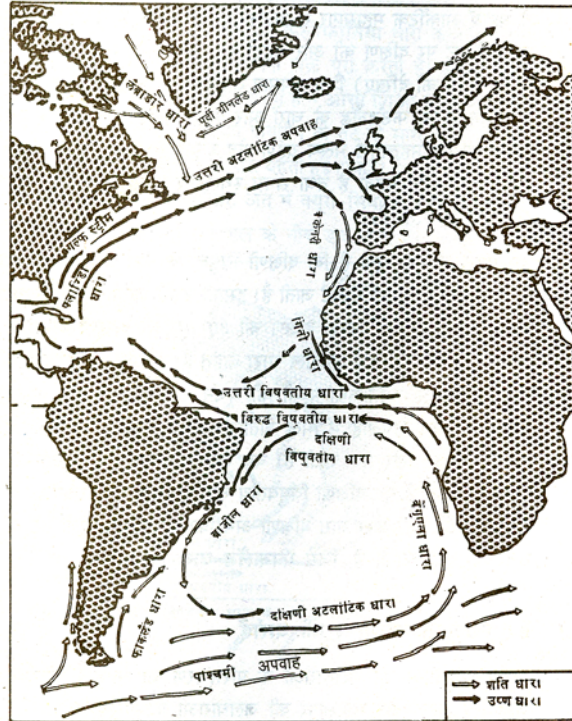 लेब्राडोर धारा
पूर्वी ग्रीनलैंड धारा
उत्तरी अटलांटिक अपवाह
गल्फ स्ट्रीम
फ्लोरिडा
धारा
धारा
गिनी धारा
उत्तरी विषुवतीय धारा
विरुद्ध विषुवतीय धारा
दक्षिणी
विषुवतीय धारा
ब्राजील धारा
बेंगुएला धारा
फाकलैंड धारा
दक्षिणी अटलांटिक धारा
पश्चिमी अपवाह
शति धारा
उष्ण धारा